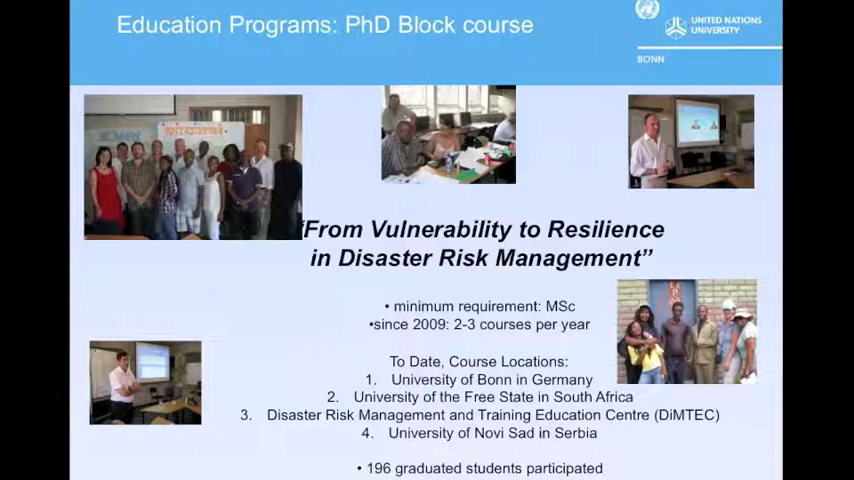 Education Programs: PhD Block course
UNITED NATIONS
UNIVERSITY
BONN
“From Vulnerability to Resilience
in Disaster Risk Management”
• minimum requirement: MSc
•since 2009: 2-3 courses per year
To Date, Course Locations:
1. University of Bonn in Germany
2. University of the Free State in South Africa
3. Disaster Risk Management and Training Education Centre (DiMTEC)
4. University of Novi Sad in Serbia
• 196 graduated students participated